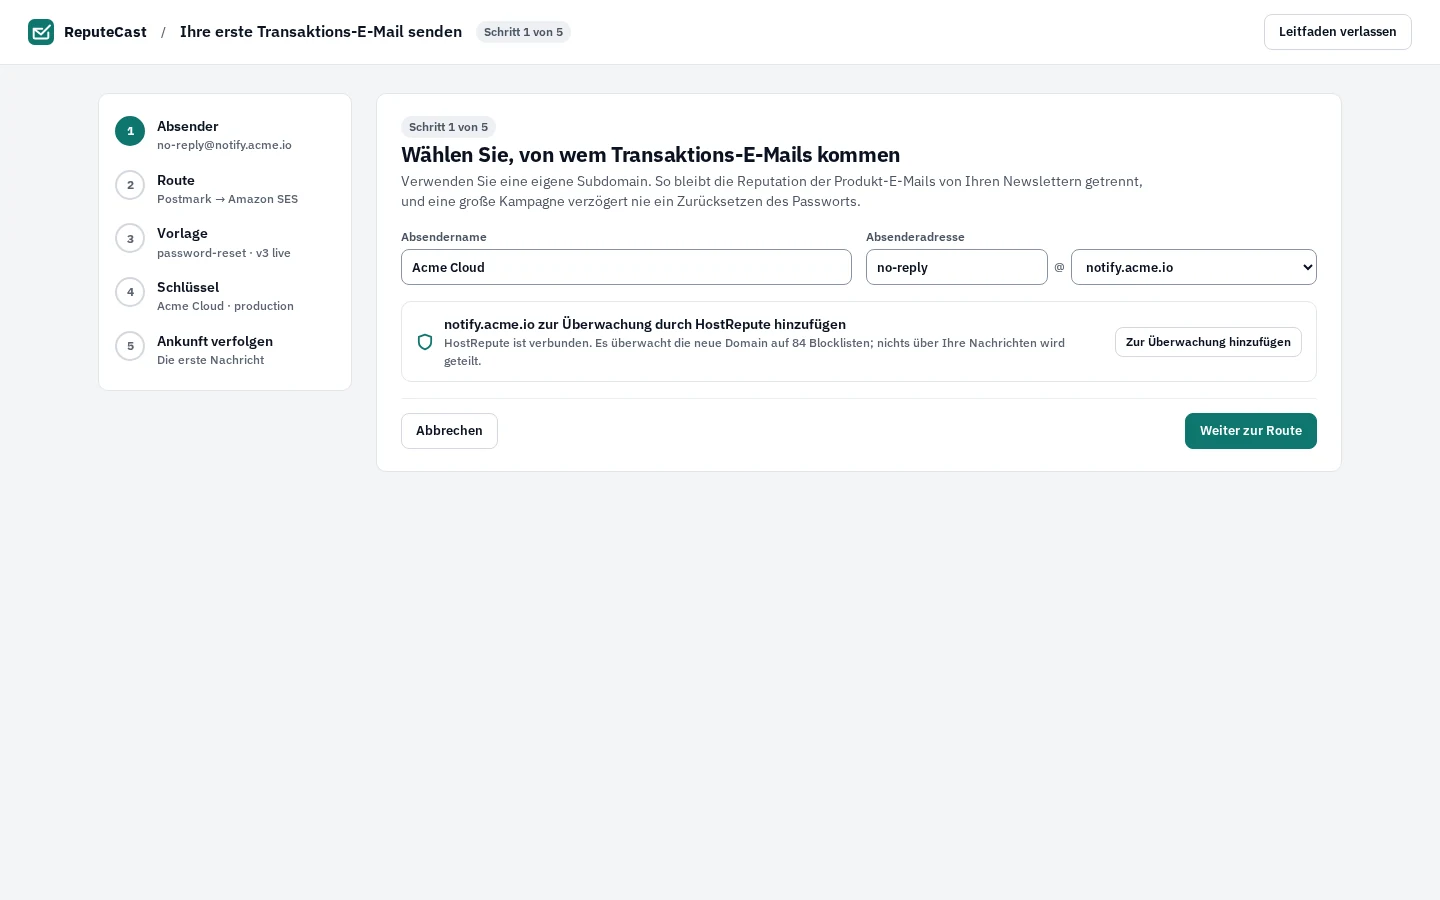 ReputeCast / Ihre erste Transaktions-E-Mail senden Schritt 1 von 5
Leitfaden verlassen
1 Absender
no-reply@notify.acme.io
2 Route
Postmark → Amazon SES
3 Vorlage
password-reset · v3 live
4 Schlüssel
Acme Cloud · production
5 Ankunft verfolgen
Die erste Nachricht
Schritt 1 von 5
Wählen Sie, von wem Transaktions-E-Mails kommen
Verwenden Sie eine eigene Subdomain. So bleibt die Reputation der Produkt-E-Mails von Ihren Newslettern getrennt,
und eine große Kampagne verzögert nie ein Zurücksetzen des Passworts.
Absendername
Acme Cloud
Absenderadresse
no-reply @ notify.acme.io
notify.acme.io zur Überwachung durch HostRepute hinzufügen
HostRepute ist verbunden. Es überwacht die neue Domain auf 84 Blocklisten; nichts über Ihre Nachrichten wird
geteilt.
Zur Überwachung hinzufügen
Abbrechen
Weiter zur Route